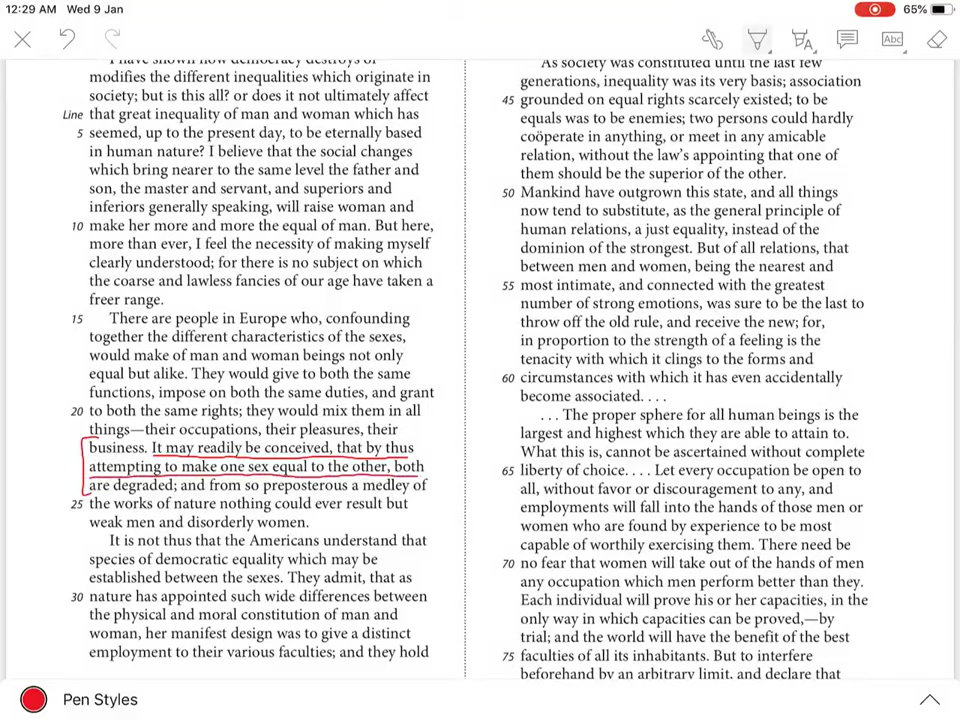 12:29 AM Wed 9 Jan
65%
Abc
modifies the different inequalities which originate in
society; but is this all? or does it not ultimately affect
Line that great inequality of man and woman which has
5 seemed, up to the present day, to be eternally based
in human nature? I believe that the social changes
which bring nearer to the same level the father and
son, the master and servant, and superiors and
inferiors generally speaking, will raise woman and
10 make her more and more the equal of man. But here,
more than ever, I feel the necessity of making myself
clearly understood; for there is no subject on which
the coarse and lawless fancies of our age have taken a
freer range.
15 There are people in Europe who, confounding
together the different characteristics of the sexes,
would make of man and woman beings not only
equal but alike. They would give to both the same
functions, impose on both the same duties, and grant
20 to both the same rights; they would mix them in all
things—their occupations, their pleasures, their
business. It may readily be conceived, that by thus
attempting to make one sex equal to the other, both
are degraded; and from so preposterous a medley of
25 the works of nature nothing could ever result but
weak men and disorderly women.
It is not thus that the Americans understand that
species of democratic equality which may be
established between the sexes. They admit, that as
30 nature has appointed such wide differences between
the physical and moral constitution of man and
woman, her manifest design was to give a distinct
employment to their various faculties; and they hold
As society was constituted until the last few
generations, inequality was its very basis; association
45 grounded on equal rights scarcely existed; to be
equals was to be enemies; two persons could hardly
coöperate in anything, or meet in any amicable
relation, without the law's appointing that one of
them should be the superior of the other.
50 Mankind have outgrown this state, and all things
now tend to substitute, as the general principle of
human relations, a just equality, instead of the
dominion of the strongest. But of all relations, that
between men and women, being the nearest and
55 most intimate, and connected with the greatest
number of strong emotions, was sure to be the last to
throw off the old rule, and receive the new; for,
in proportion to the strength of a feeling is the
tenacity with which it clings to the forms and
60 circumstances with which it has even accidentally
become associated. . . .
. . . The proper sphere for all human beings is the
largest and highest which they are able to attain to.
What this is, cannot be ascertained without complete
65 liberty of choice. . . . Let every occupation be open to
all, without favor or discouragement to any, and
employments will fall into the hands of those men or
women who are found by experience to be most
capable of worthily exercising them. There need be
70 no fear that women will take out of the hands of men
any occupation which men perform better than they.
Each individual will prove his or her capacities, in the
only way in which capacities can be proved,—by
trial; and the world will have the benefit of the best
75 faculties of all its inhabitants. But to interfere
beforehand by an arbitrary limit, and declare that
Pen Styles